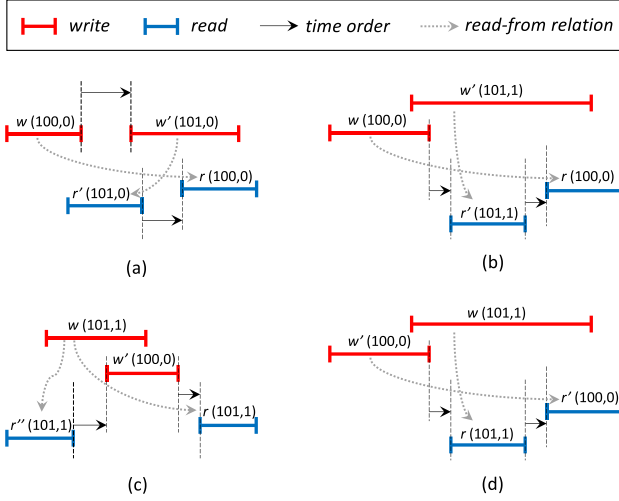 write read time order read-from relation
w (100,0) w' (101,0)
r' (101,0) r (100,0)
(a)
w' (101,1)
w (100,0)
r (100,0)
r' (101,1)
(b)
w (101,1)
w' (100,0)
r'' (101,1) r (101,1)
(c)
w (101,1)
w' (100,0)
r' (100,0)
r (101,1)
(d)